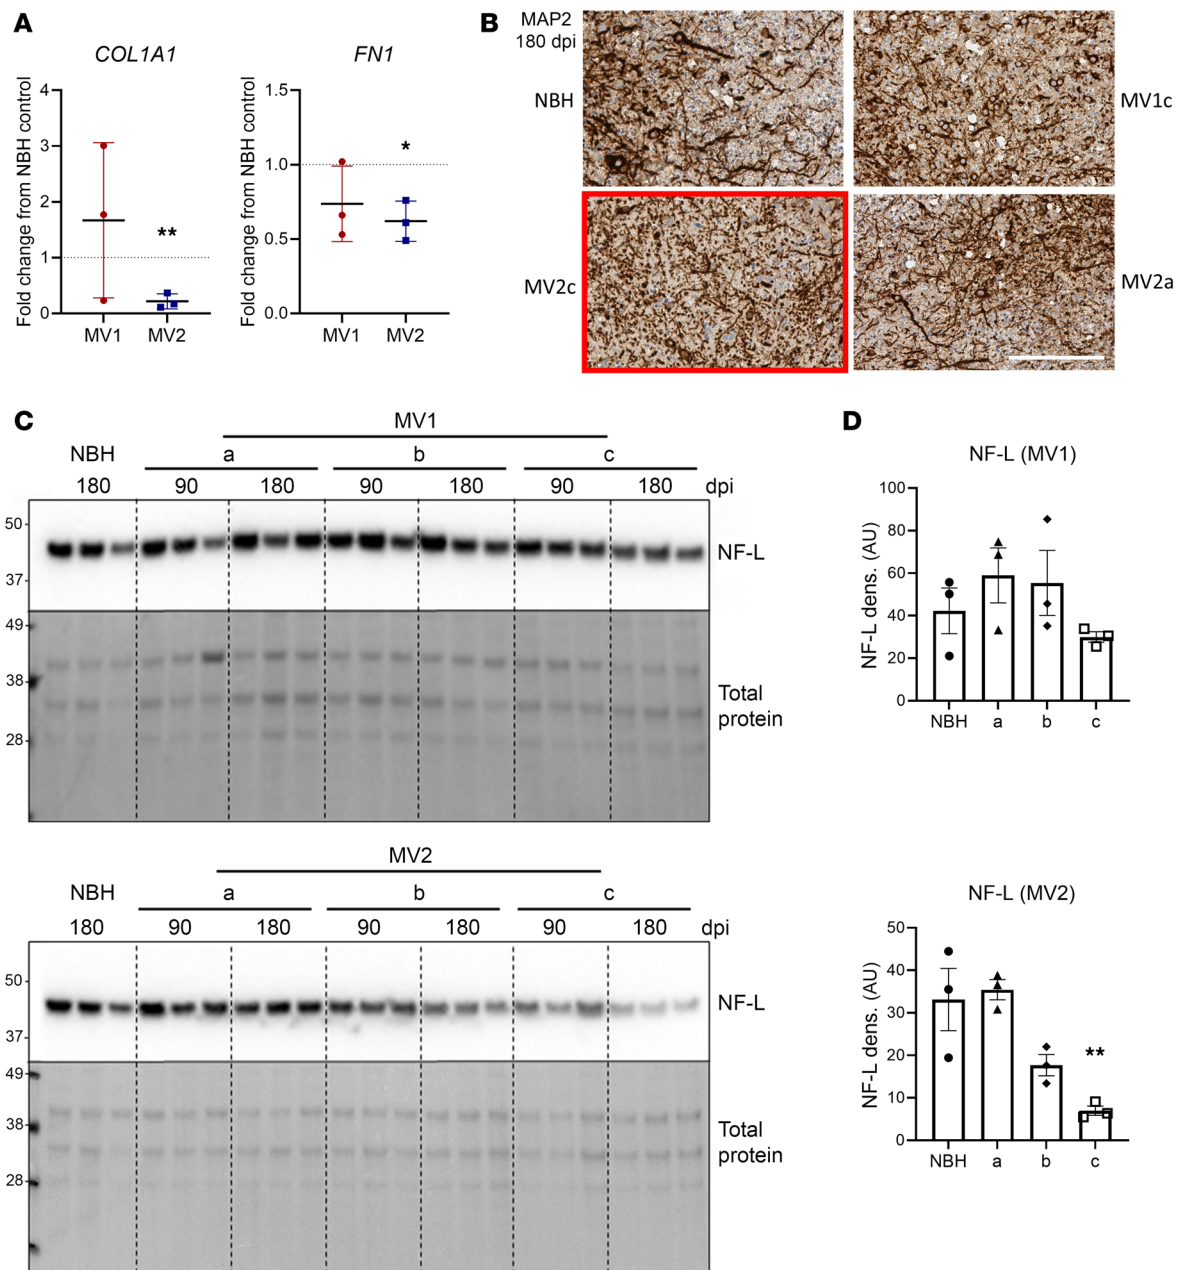 A
COL1A1
Fold change from NBH control
4
3
2
1
0
**
MV1 MV2
FN1
Fold change from NBH control
1.5
1.0
0.5
0.0
*
MV1 MV2
B
MAP2
180 dpi
NBH
MV1c
MV2c
MV2a
C
MV1
NBH a b c
180 90 180 90 180 90 180 dpi
50
37
NF-L
49
38
28
Total
protein
MV2
NBH a b c
180 90 180 90 180 90 180 dpi
50
37
NF-L
49
38
28
Total
protein
D
NF-L (MV1)
NF-L dens. (AU)
100
80
60
40
20
0
NBH a b c
NF-L (MV2)
NF-L dens. (AU)
50
40
30
20
10
0
**
NBH a b c